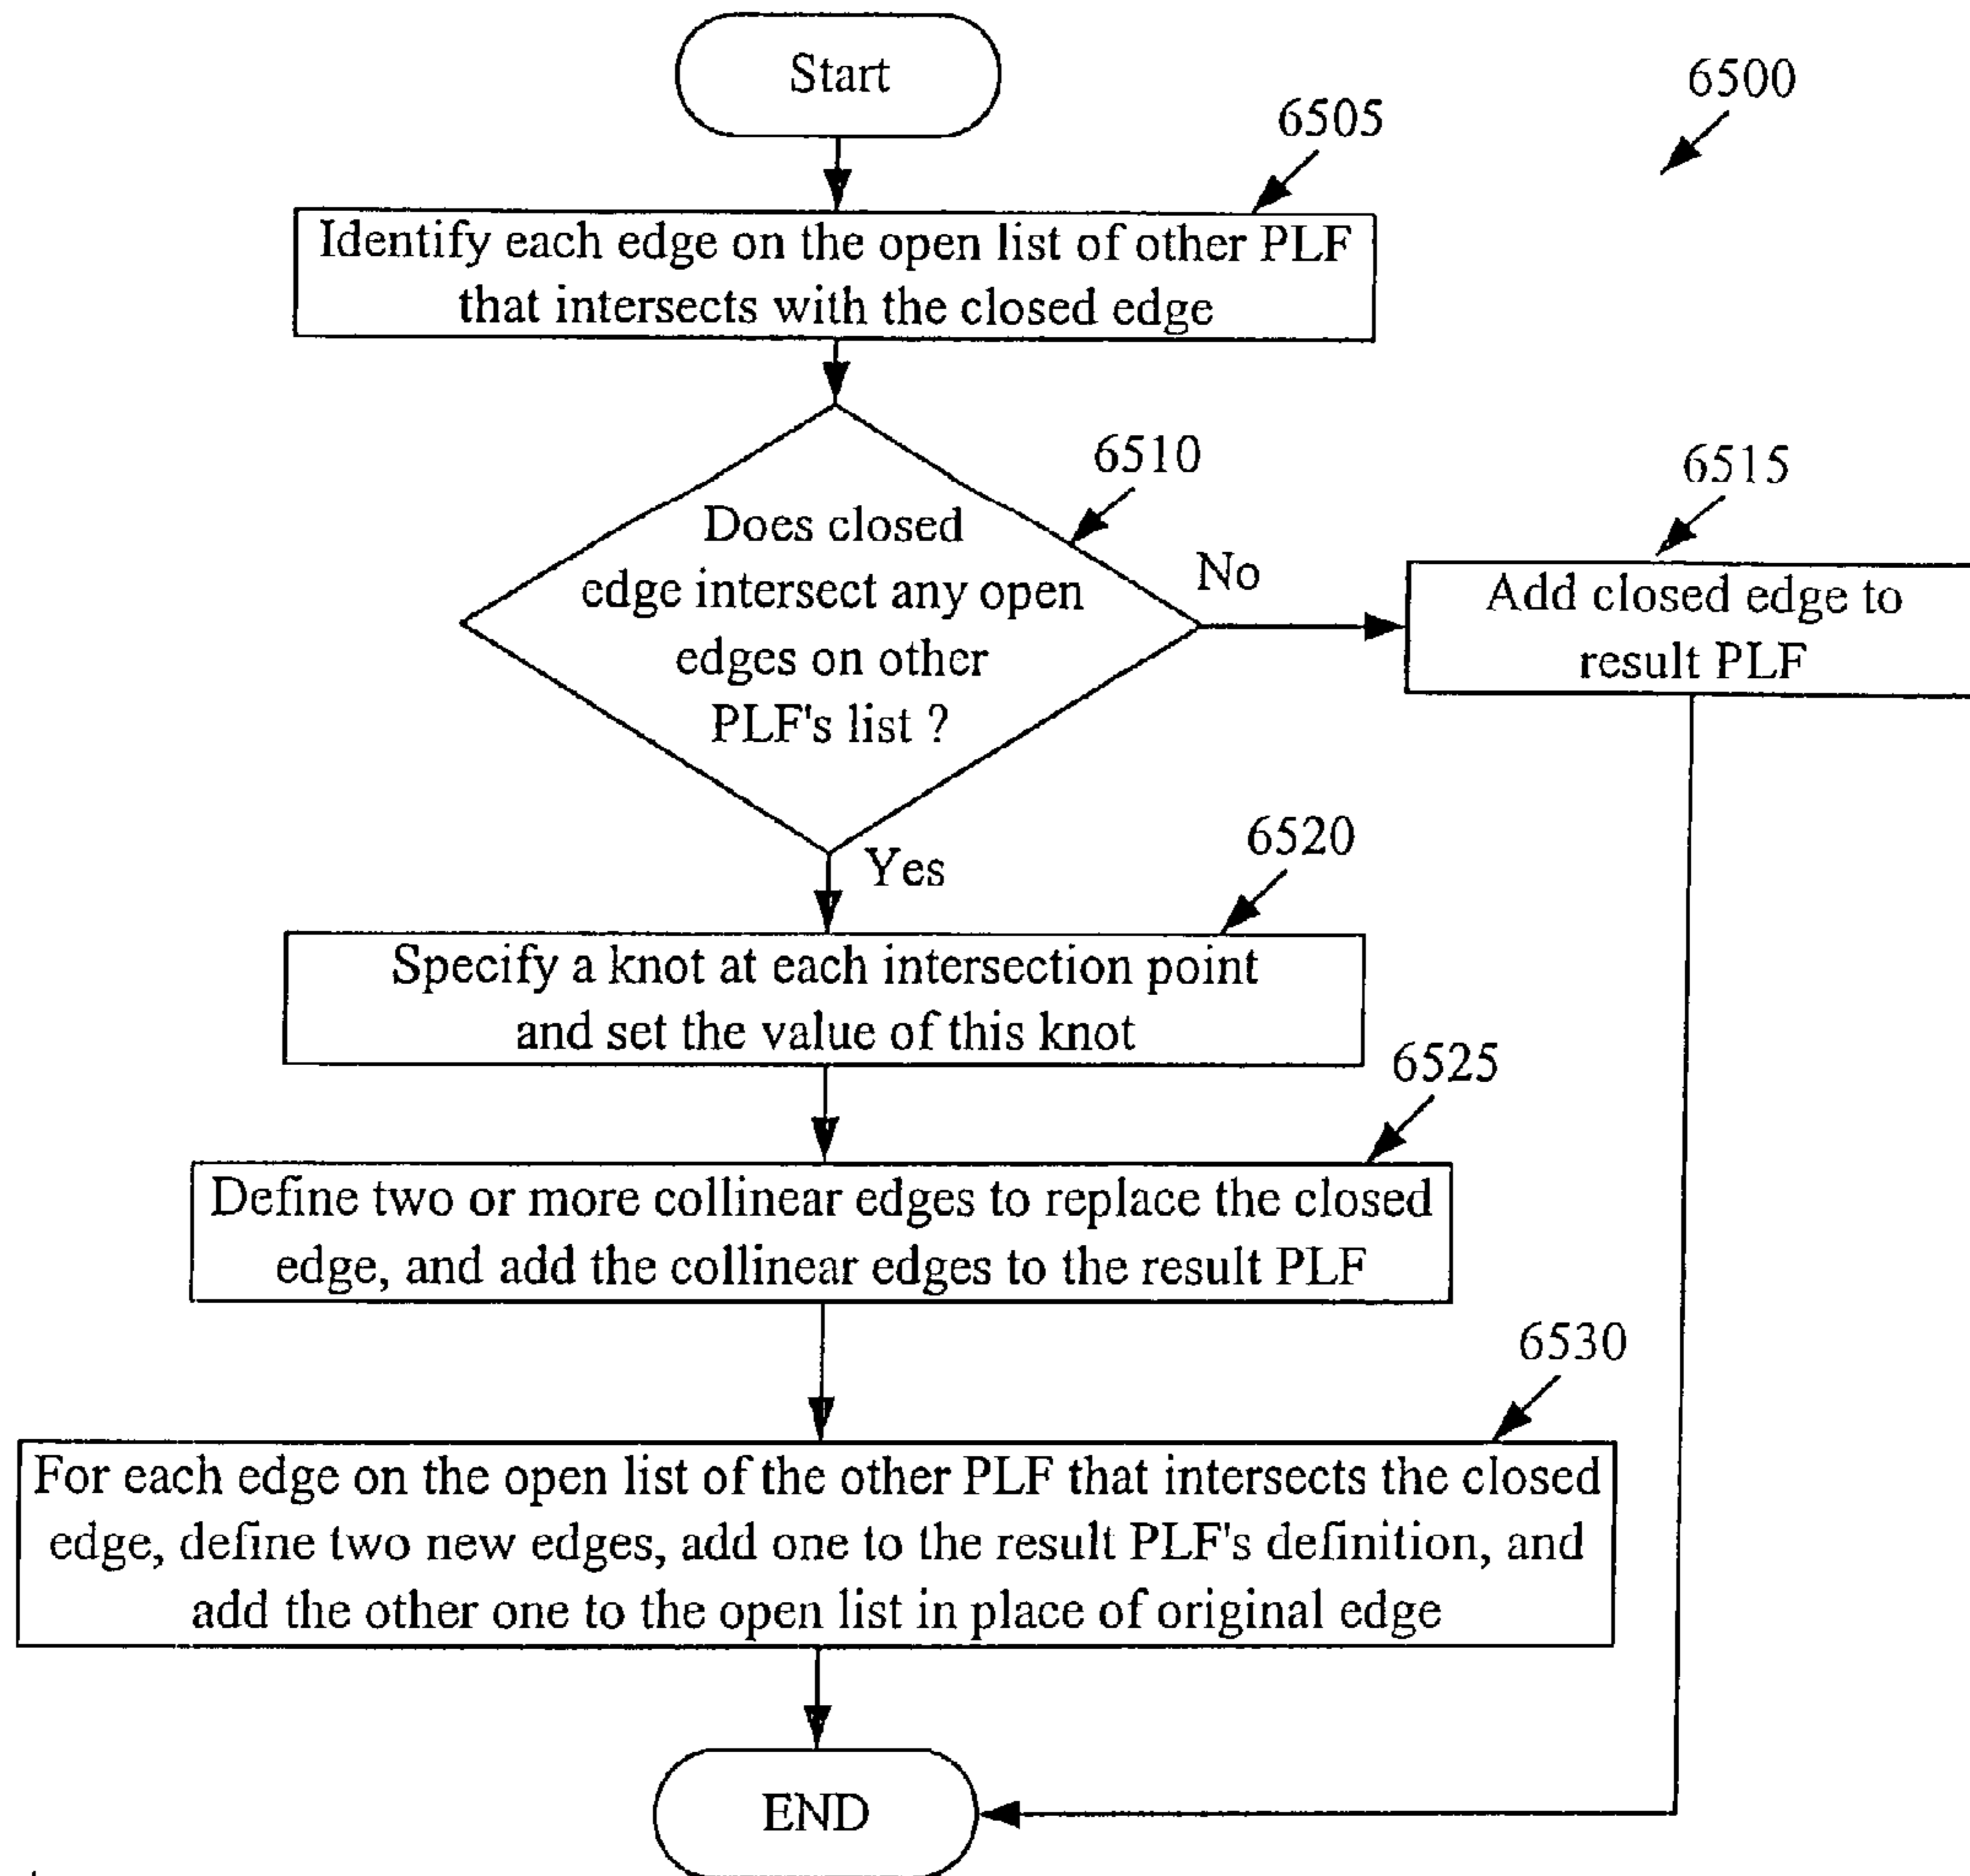 Start
6500
6505
Identify each edge on the open list of other PLF
that intersects with the closed edge
6510
Does closed
edge intersect any open
edges on other
PLF's list ?
No
6515
Add closed edge to
result PLF
Yes
6520
Specify a knot at each intersection point
and set the value of this knot
6525
Define two or more collinear edges to replace the closed
edge, and add the collinear edges to the result PLF
6530
For each edge on the open list of the other PLF that intersects the closed
edge, define two new edges, add one to the result PLF's definition, and
add the other one to the open list in place of original edge
END